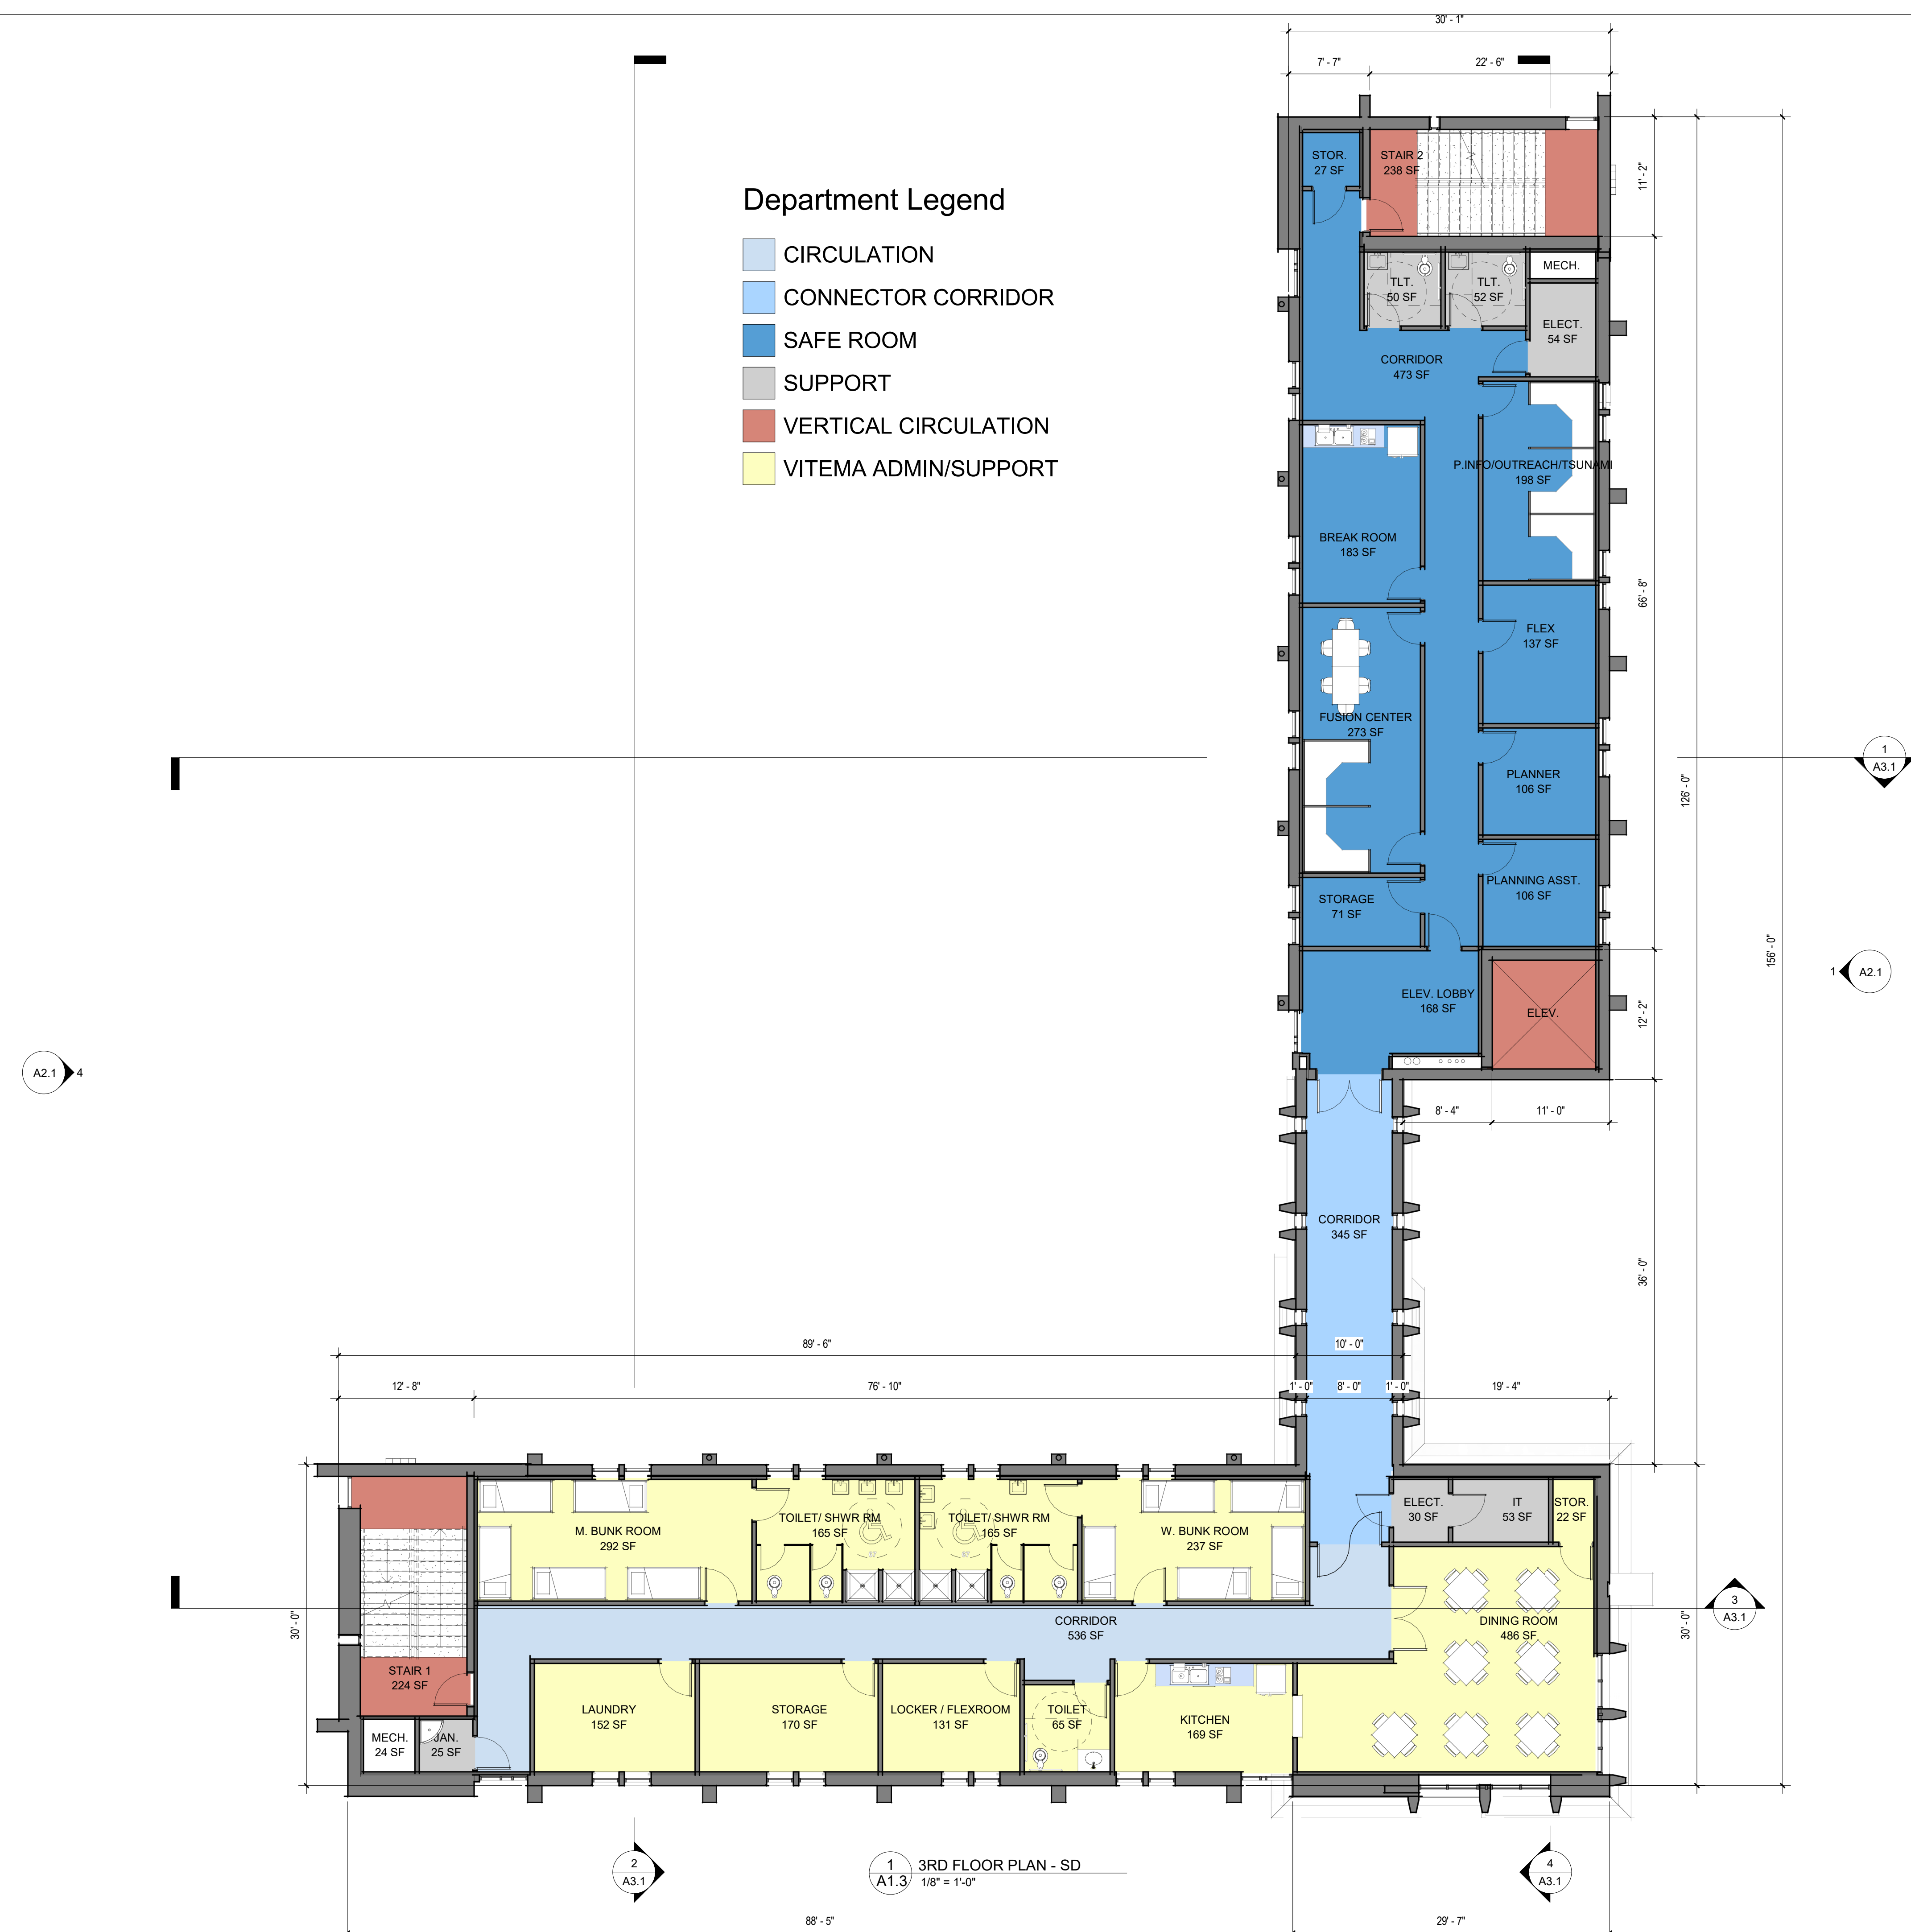 30' - 1"
7' - 7"
22' - 6"
Department Legend
CIRCULATION
CONNECTOR CORRIDOR
SAFE ROOM
SUPPORT
VERTICAL CIRCULATION
VITEMA ADMIN/SUPPORT
STOR.
27 SF
STAIR 2
238 SF
11' - 2"
TLT.
50 SF
TLT.
52 SF
MECH.
ELECT.
54 SF
CORRIDOR
473 SF
P.INFO/OUTREACH/TSUNAMI
198 SF
BREAK ROOM
183 SF
66' - 8"
FLEX
137 SF
FUSION CENTER
273 SF
1
A3.1
PLANNER
106 SF
126' - 0"
PLANNING ASST.
106 SF
STORAGE
71 SF
156' - 0"
1
A2.1
ELEV. LOBBY
168 SF
ELEV.
12' - 2"
A2.1
4
8' - 4"
11' - 0"
CORRIDOR
345 SF
36' - 0"
89' - 6"
10' - 0"
12' - 8"
76' - 10"
1' - 0"
8' - 0"
1' - 0"
19' - 4"
M. BUNK ROOM
292 SF
TOILET/ SHWR RM
165 SF
TOILET/ SHWR RM
165 SF
W. BUNK ROOM
237 SF
ELECT.
30 SF
IT
53 SF
STOR.
22 SF
30' - 0"
CORRIDOR
536 SF
DINING ROOM
486 SF
30' - 0"
3
A3.1
STAIR 1
224 SF
LAUNDRY
152 SF
STORAGE
170 SF
LOCKER / FLEXROOM
131 SF
TOILET
65 SF
KITCHEN
169 SF
MECH.
24 SF
JAN.
25 SF
2
A3.1
1
A1.3
3RD FLOOR PLAN - SD
1/8" = 1'-0"
4
A3.1
88' - 5"
29' - 7"